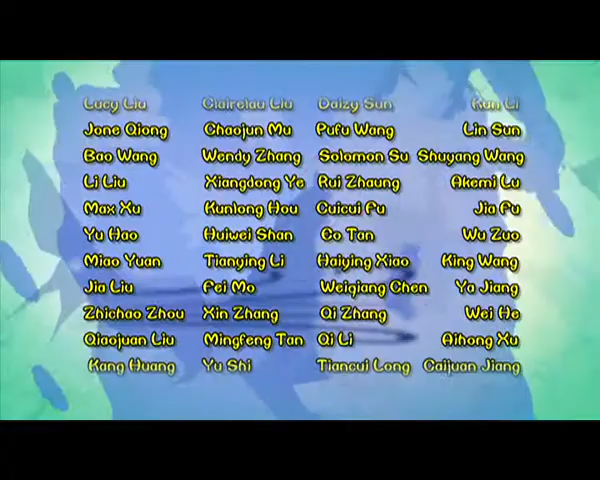 Lucy Liu Clairelau Liu Daizy Sun Kun Li
Jone Qiong Chaojun Mu Pufu Wang Lin Sun
Bao Wang Wendy Zhang Solomon Su Shuyang Wang
Li Liu Xiangdong Ye Rui Zhaung Akemi Lu
Max Xu Kunlong Hou Cuicui Fu Jia Fu
Yu Hao Huiwei Shan Co Tan Wu Zuo
Miao Yuan Tianying Li Haiying Xiao King Wang
Jia Liu Fei Mo Weiqiang Chen Ya Jiang
Zhichao Zhou Xin Zhang Qi Zhang Wei He
Qiaojuan Liu Mingfeng Tan Qi Li Aihong Xu
Kang Huang Yu Shi Tiancui Long Caijuan Jiang